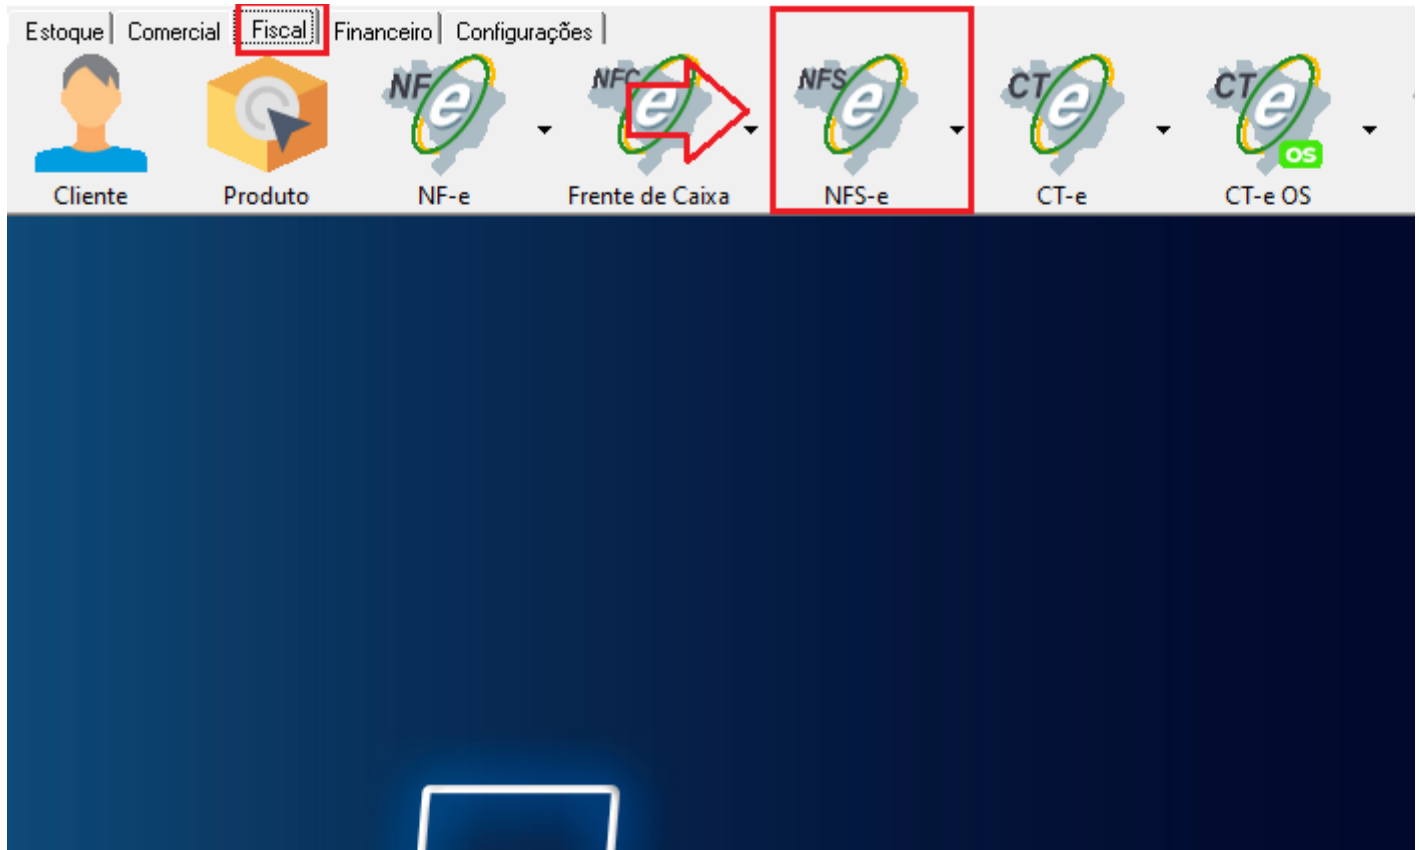 Estoque Comercial Fiscal Financeiro Configurações
NF e NFC e NFS e CT e CT e os
Cliente Produto NF-e Frente de Caixa NFS-e CT-e CT-e OS